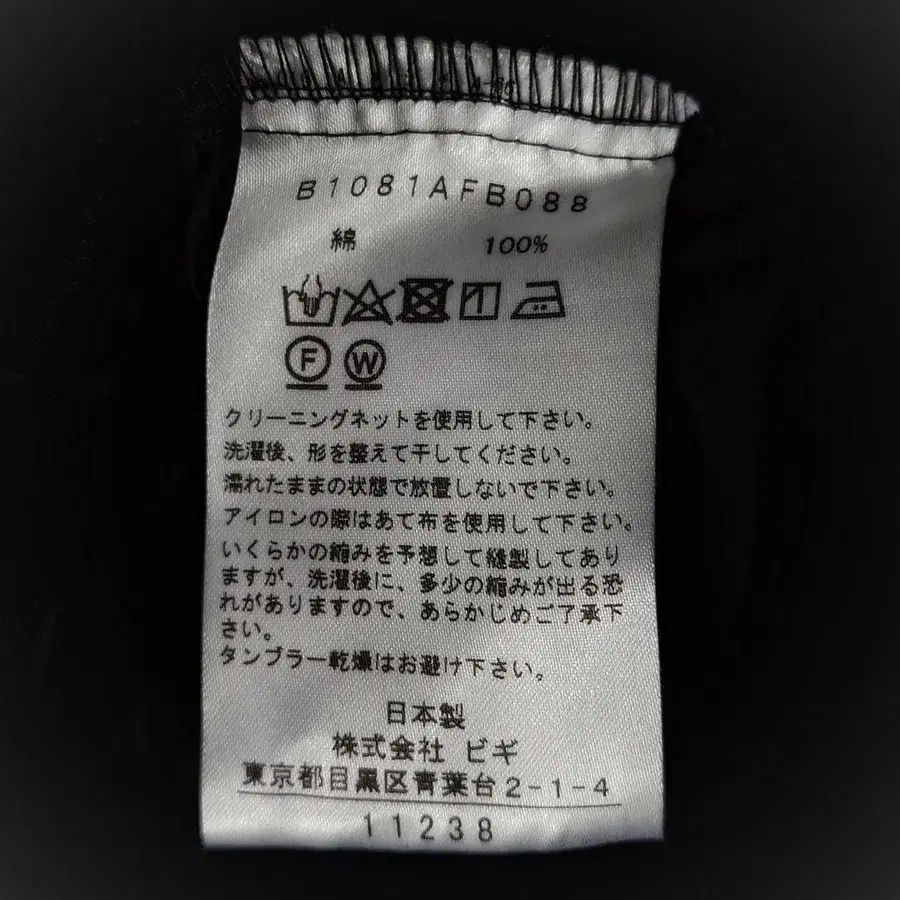 B1081AFB088
綿 100%
F W
クリーニングネットを使用して下さい。
洗濯後、形を整えて干してください。
濡れたままの状態で放置しないで下さい。
アイロンの際はあて布を使用して下さい。
いくらかの縮みを予想して縫製してあり
ますが、洗濯後に、多少の縮みが出る恐
れがありますので、あらかじめご了承下
さい。
タンブラー乾燥はお避け下さい。
日本製
株式会社 ビギ
東京都目黒区青葉台2-1-4
11238